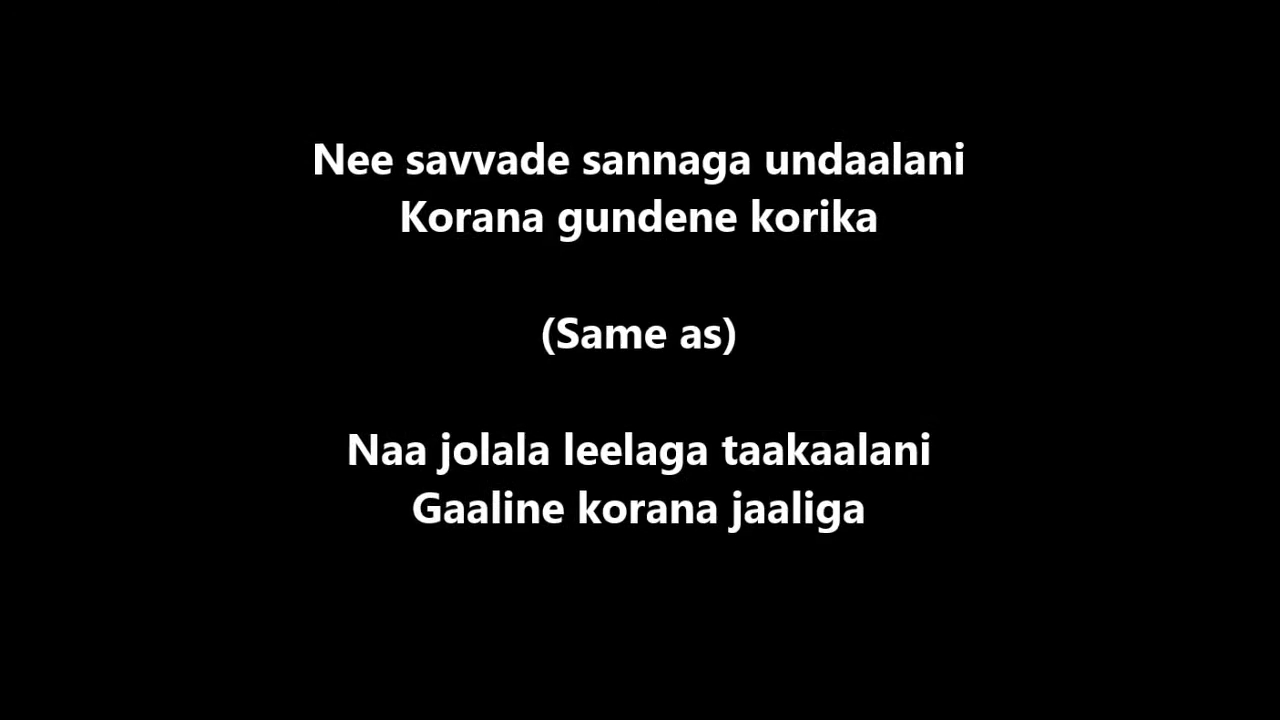 Nee savvade sannaga undaalani
Korana gundene korika
(Same as)
Naa jolala leelaga taakaalani
Gaaline korana jaaliga